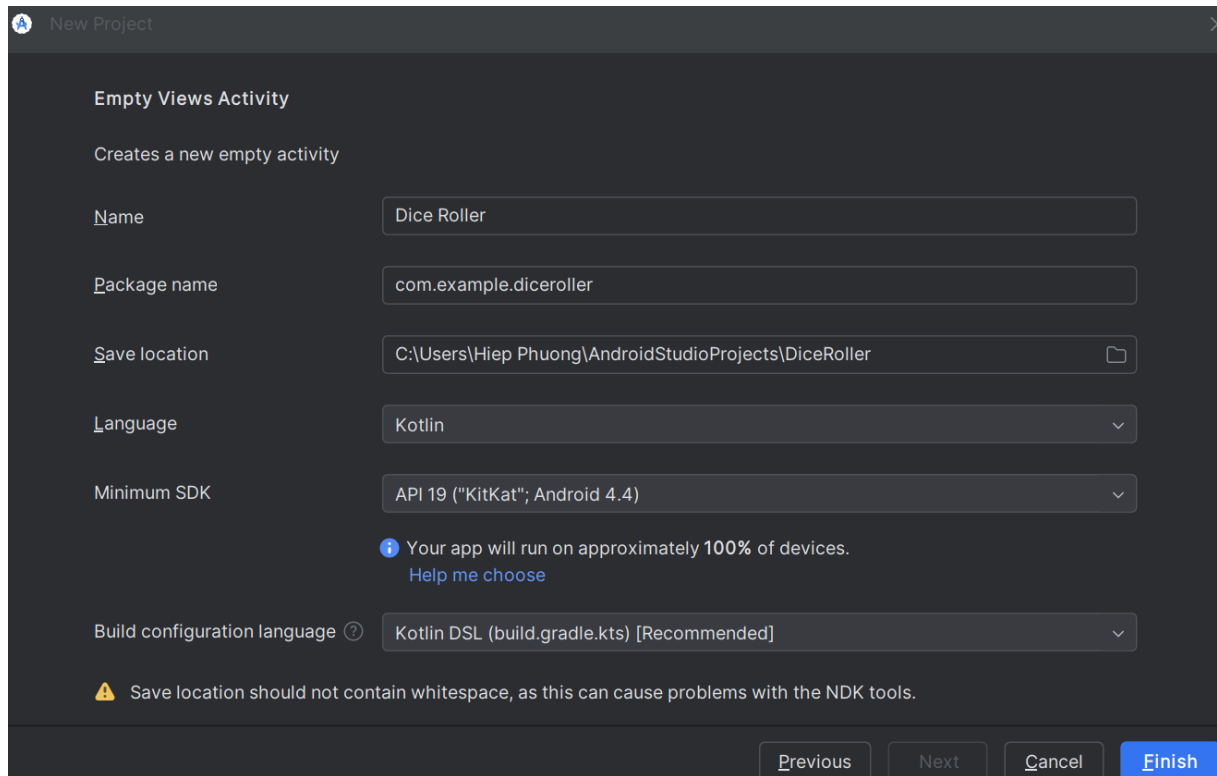 New Project
Empty Views Activity
Creates a new empty activity
Name Dice Roller
Package name com.example.diceroller
Save location C:\Users\Hiep Phuong\AndroidStudioProjects\DiceRoller
Language Kotlin
Minimum SDK API 19 ("KitKat"; Android 4.4)
Your app will run on approximately 100% of devices.
Help me choose
Build configuration language ? Kotlin DSL (build.gradle.kts) [Recommended]
Save location should not contain whitespace, as this can cause problems with the NDK tools.
Previous Next Cancel Finish